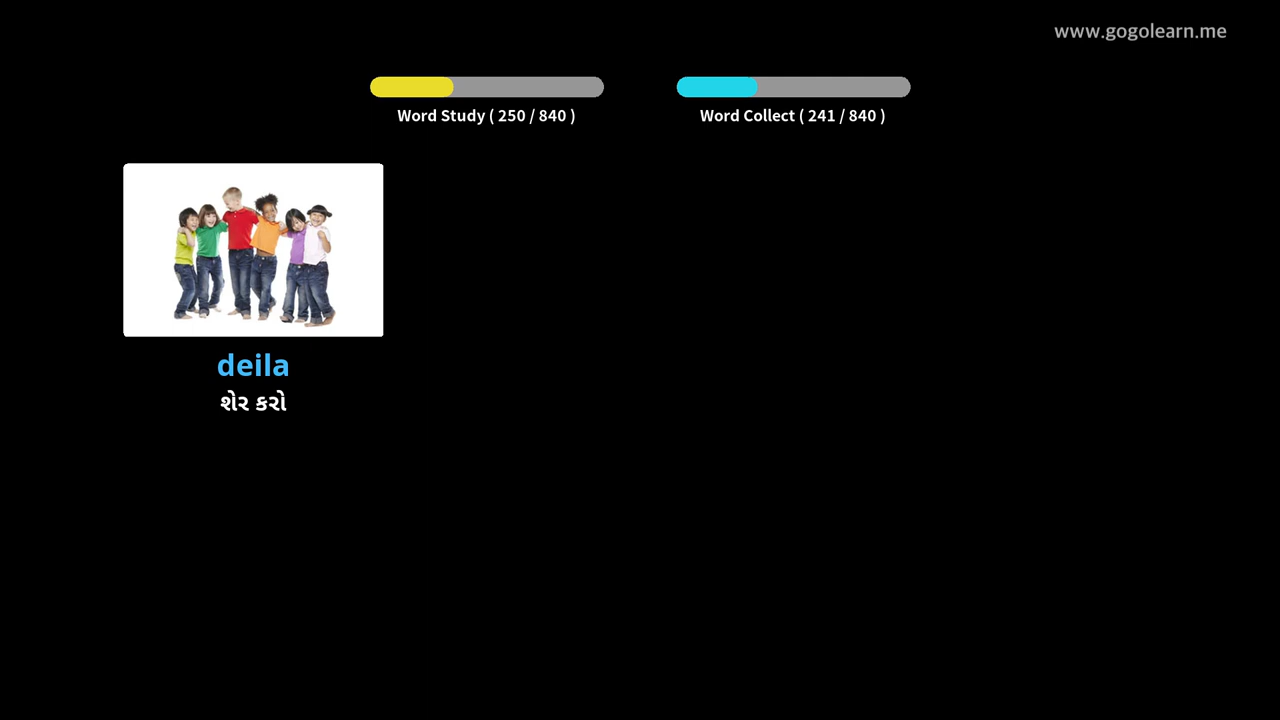 www.gogolearn.me
Word Study ( 250 / 840 )
Word Collect ( 241 / 840 )
deila
શેર કરો